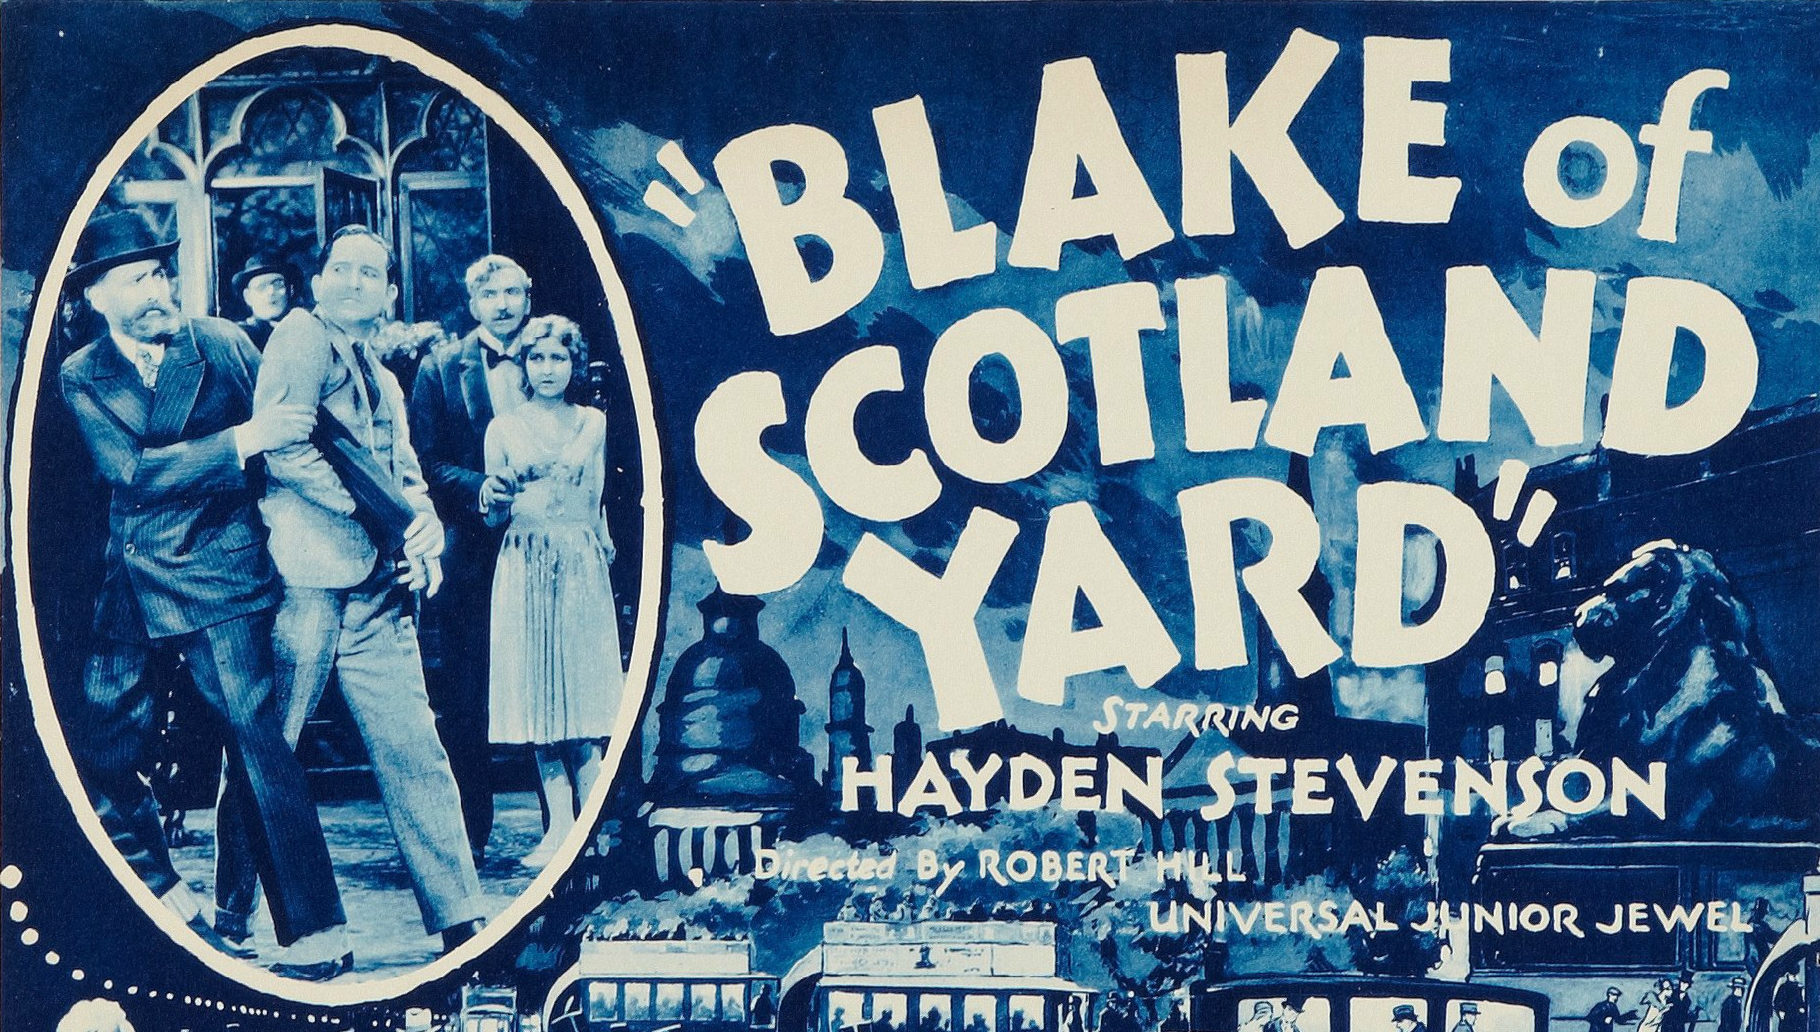 "BLAKE of
SCOTLAND
YARD"
STARRING
HAYDEN STEVENSON
Directed By ROBERT HILL
UNIVERSAL JUNIOR JEWEL